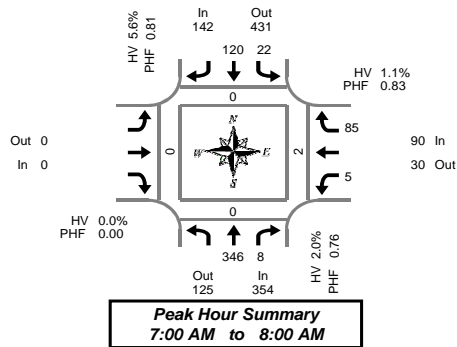 In Out
142 431
HV 5.6%
PHF 0.81
120 22
HV 1.1%
PHF 0.83
0
85
Out 0
In 0
0
N
W E
S
2
90 In
30 Out
5
0
HV 0.0%
PHF 0.00
346 8
HV 2.0%
PHF 0.76
Out In
125 354
Peak Hour Summary
7:00 AM to 8:00 AM